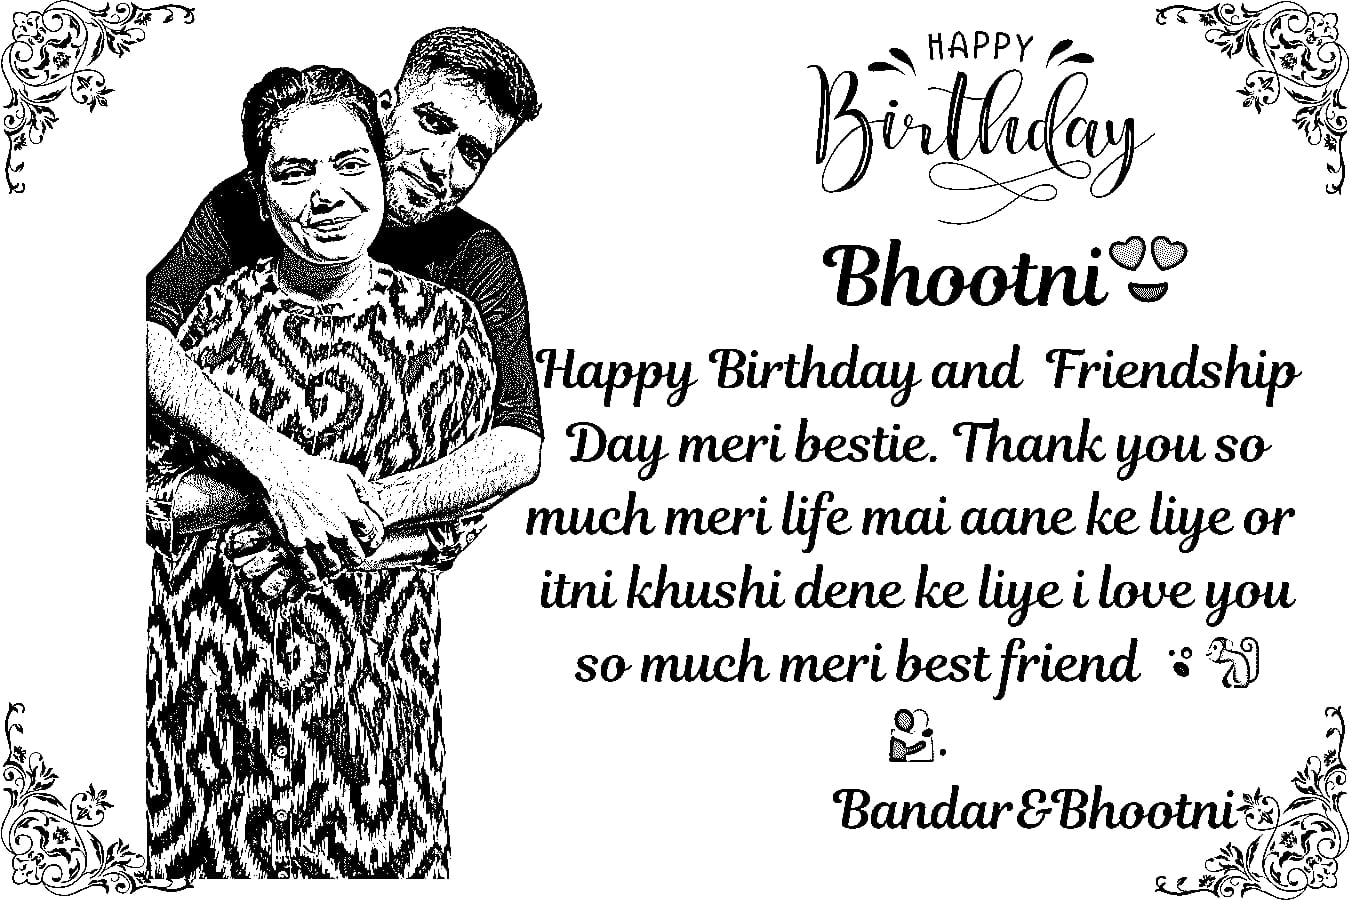 HAPPY
Birthday
Bhootni😍
Happy Birthday and Friendship
Day meri bestie. Thank you so
much meri life mai aane ke liye or
itni khushi dene ke liye i love you
so much meri best friend 🐒
🫂.
Bandar&Bhootni